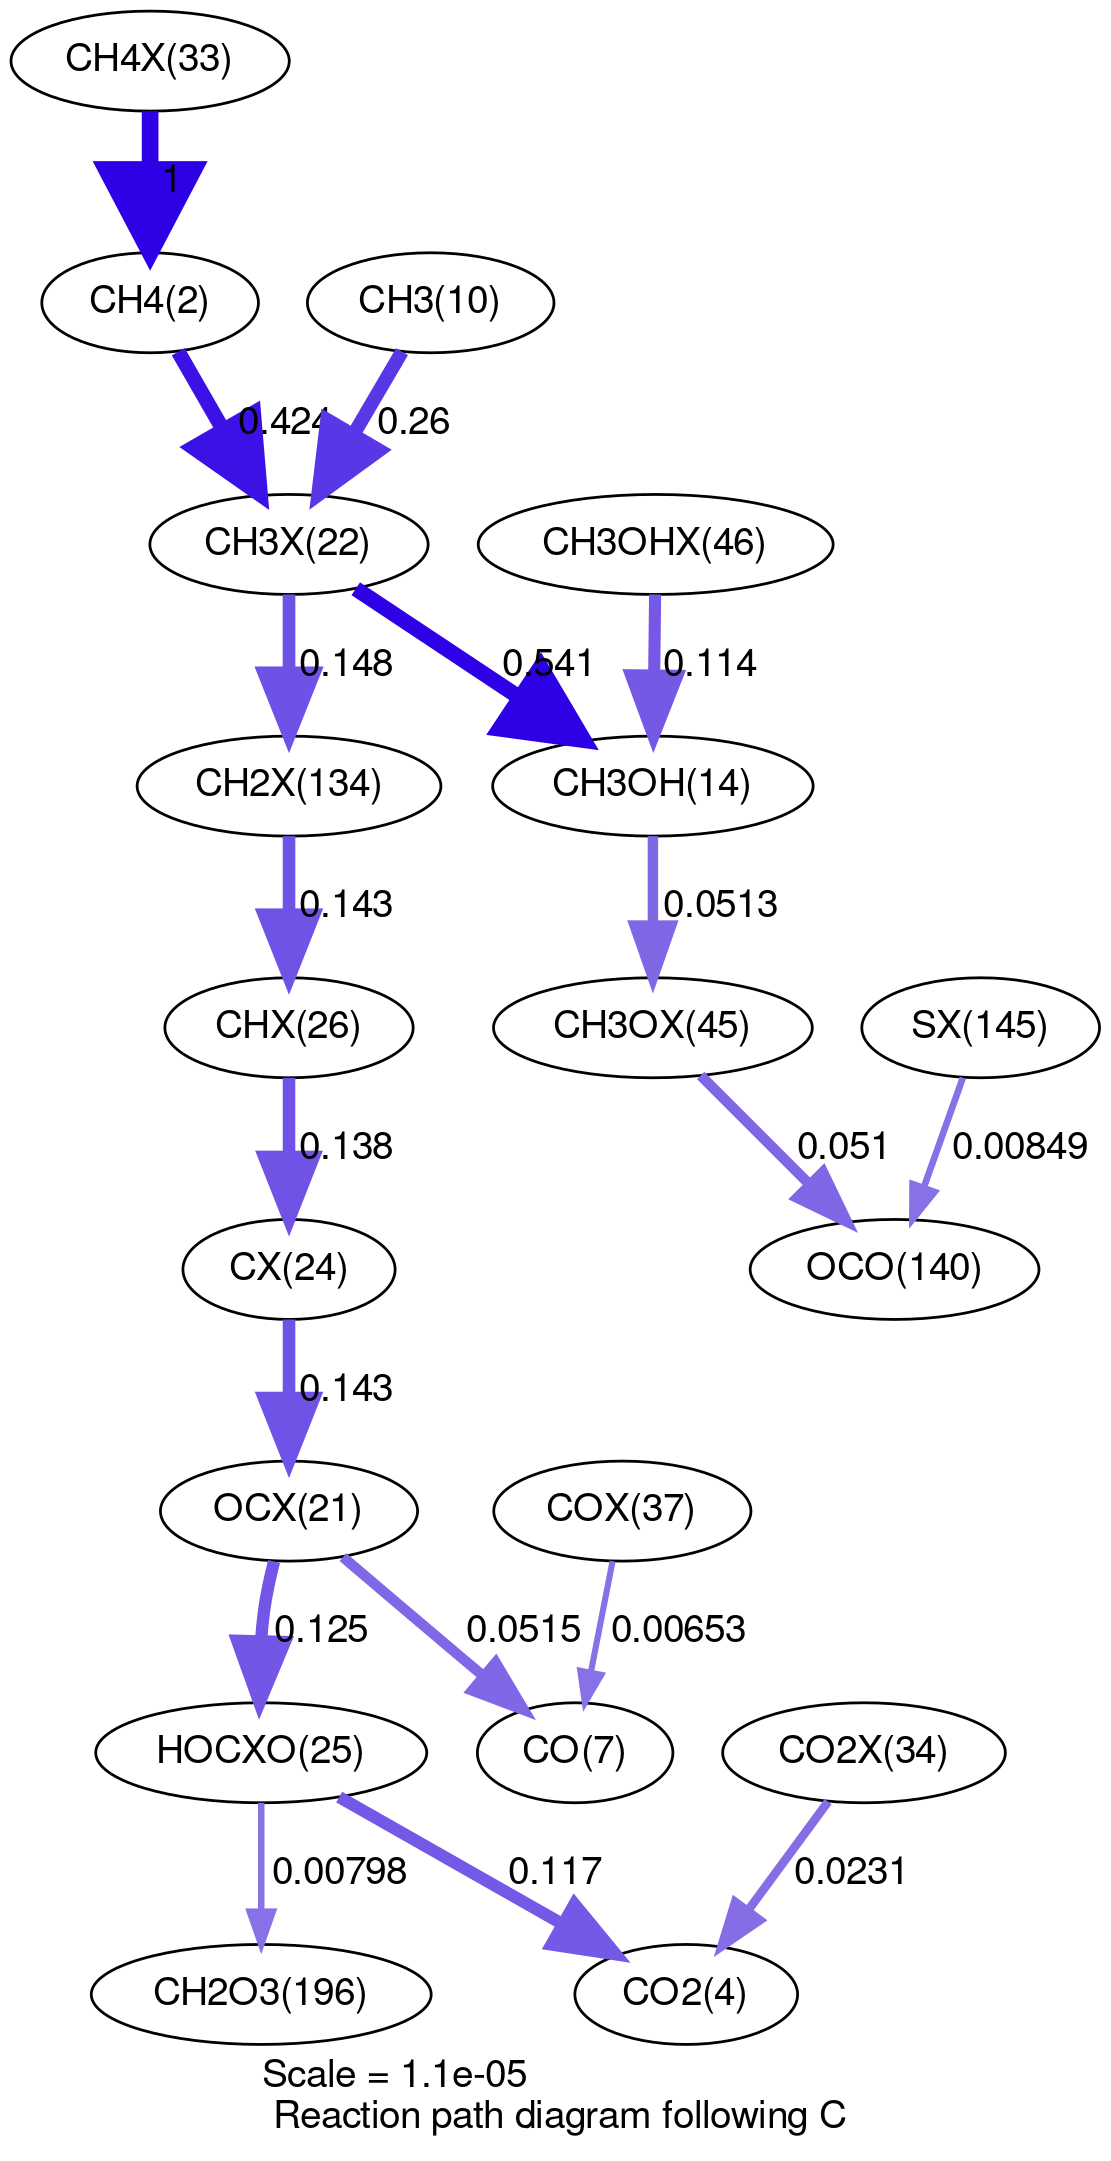 CH4X(33)
1
CH4(2)
CH3(10)
0.424
0.26
CH3X(22)
CH3OHX(46)
0.148
0.541
0.114
CH2X(134)
CH3OH(14)
0.143
0.0513
CHX(26)
CH3OX(45)
SX(145)
0.138
0.051
0.00849
CX(24)
OCO(140)
0.143
OCX(21)
COX(37)
0.125
0.0515
0.00653
HOCXO(25)
CO(7)
CO2X(34)
0.00798
0.117
0.0231
CH2O3(196)
CO2(4)
Scale = 1.1e-05
Reaction path diagram following C